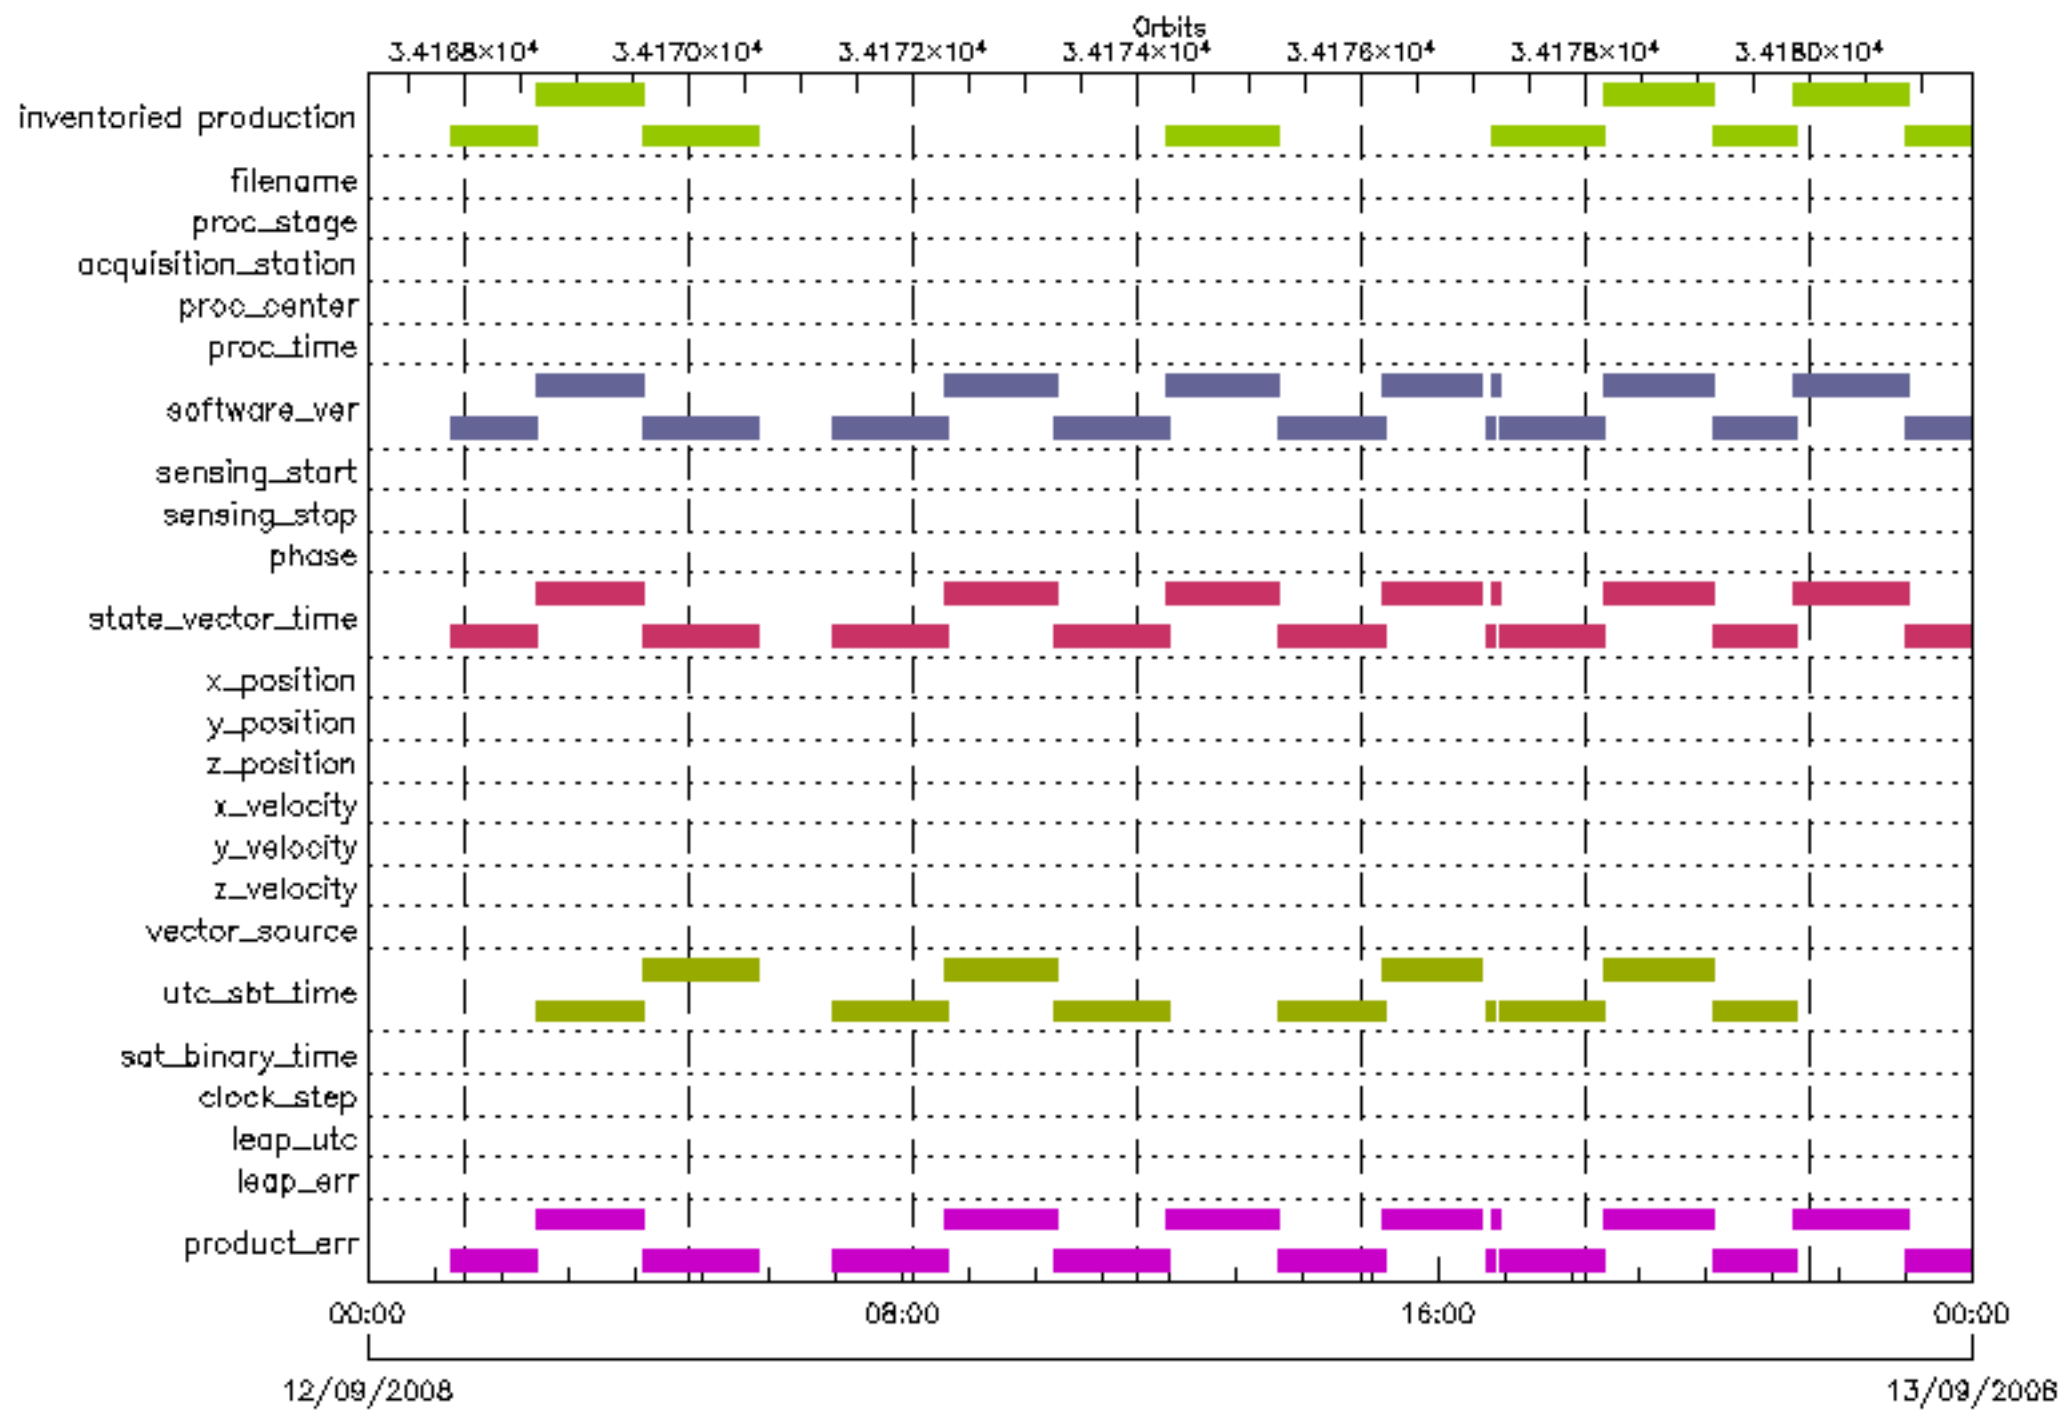 Orbits
3.4168×10⁴ 3.4170×10⁴ 3.4172×10⁴ 3.4174×10⁴ 3.4176×10⁴ 3.4178×10⁴ 3.4180×10⁴
inventoried production
filename
proc_stage
acquisition_station
proc_center
proc_time
software_ver
sensing_start
sensing_stop
phase
state_vector_time
x_position
y_position
z_position
x_velocity
y_velocity
z_velocity
vector_source
utc_sbt_time
sat_binary_time
clock_step
leap_utc
leap_err
product_err
00:00 08:00 16:00 00:00
12/09/2008 13/09/2008